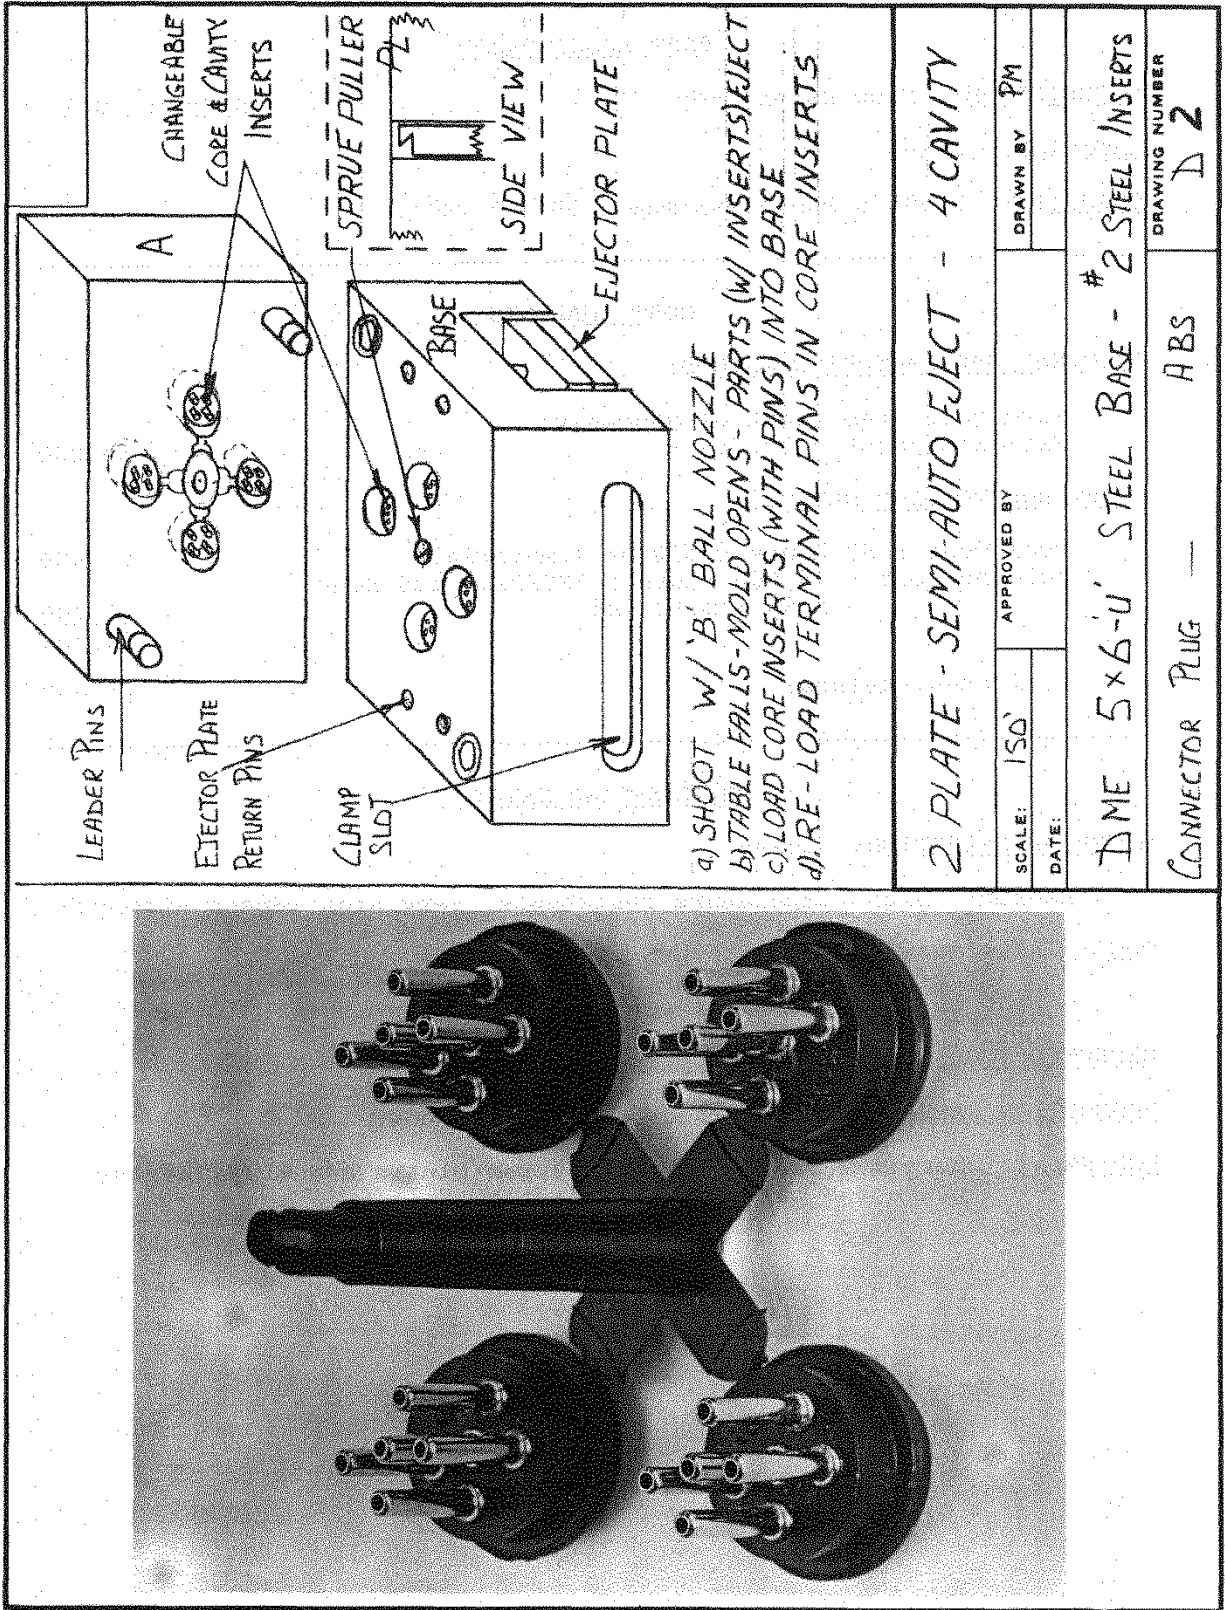 CHANGEABLE
CORE & CAVITY
INSERTS
A
LEADER PINS
SPRUE PULLER
PL
SIDE VIEW
EJECTOR PLATE
RETURN PINS
BASE
CLAMP
SLOT
EJECTOR PLATE
a) SHOOT W/ 'B' BALL NOZZLE
b) TABLE FALLS - MOLD OPENS - PARTS (W/ INSERTS) EJECT
c). LOAD CORE INSERTS (WITH PINS) INTO BASE
d). RE-LOAD TERMINAL PINS IN CORE INSERTS
2 PLATE - SEMI-AUTO EJECT - 4 CAVITY
SCALE: ISO'
APPROVED BY
DRAWN BY PM
DATE:
DME 5x6-'U' STEEL BASE - #2 STEEL INSERTS
CONNECTOR PLUG — ABS
DRAWING NUMBER
D 2